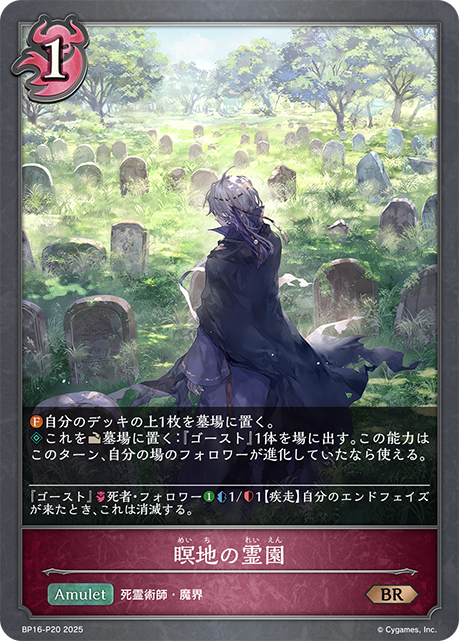 1
F自分のデッキの上1枚を墓場に置く。
これを墓場に置く:『ゴースト』1体を場に出す。この能力は
このターン、自分の場のフォロワーが進化していたなら使える。
『ゴースト』死者・フォロワー1 1/1【疾走】自分のエンドフェイズ
が来たとき、これは消滅する。
めいち れいえん
瞑地の霊園
Amulet 死霊術師・魔界 BR
BP16-P20 2025 © Cygames, Inc.